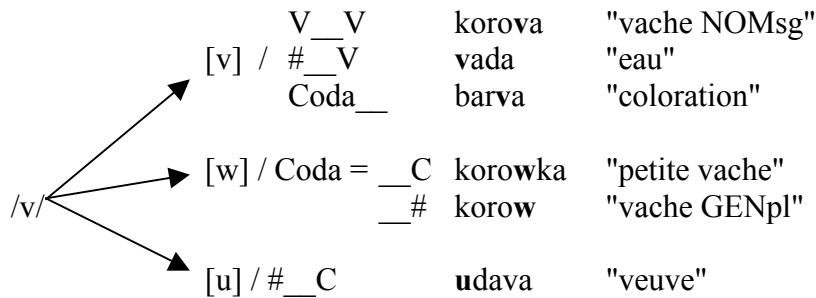 V__V korova "vache NOMsg"
[v] / #__V vada "eau"
Coda__ barva "coloration"
[w] / Coda = __C korowka "petite vache"
/v/
__# korow "vache GENpl"
[u] / #__C udava "veuve"